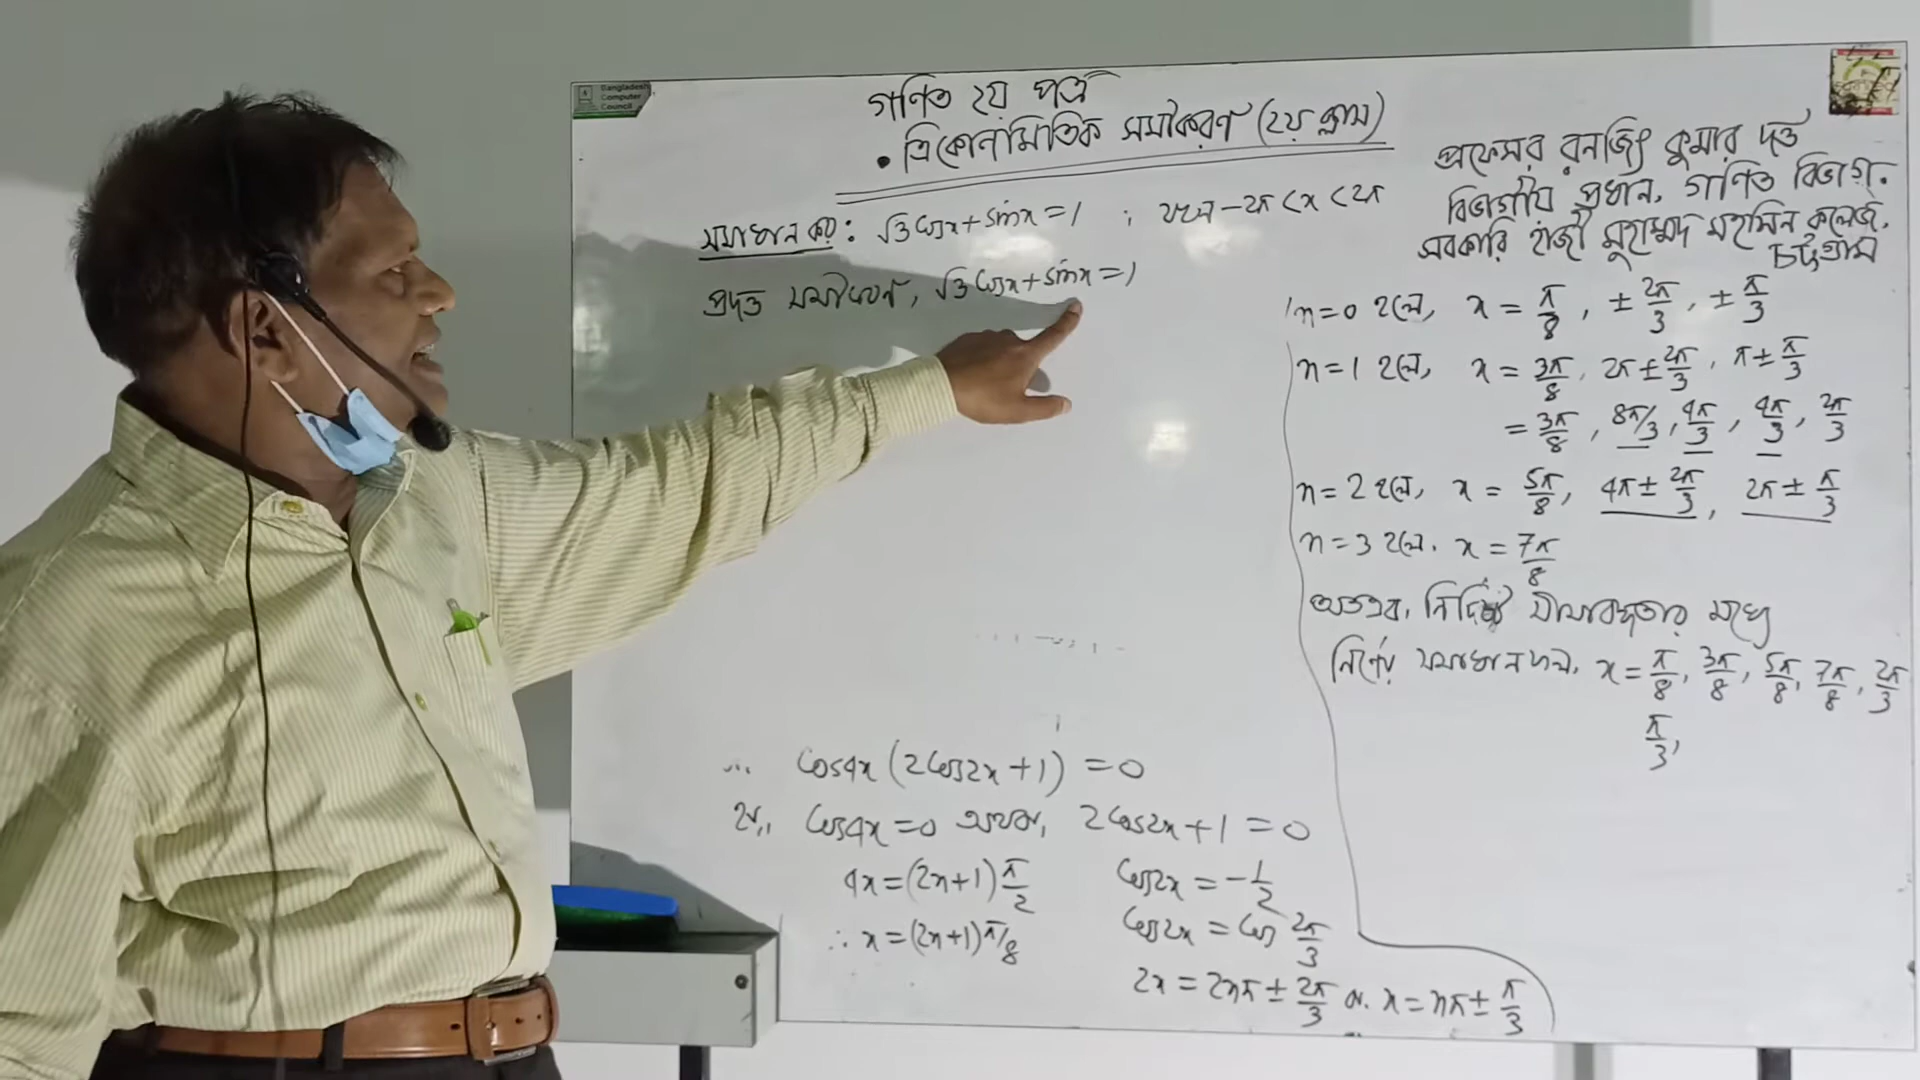 Bangladesh
Computer
Council
গণিত ২য় পত্র
• ত্রিকোনমিতিক সমীকরণ (২য় ক্লাস)
প্রফেসর রনজিৎ কুমার দত্ত
বিভাগীয় প্রধান, গণিত বিভাগ.
সরকারি হাজী মুহাম্মদ মহসিন কলেজ,
চট্টগ্রাম
সমাধান কর: √3 cosx + sinx = 1 ; যখন -2π < x < 2π
প্রদত্ত সমীকরণ, √3 cosx + sinx = 1
cos4x (2cos2x + 1) = 0
বা, cos4x = 0 অথবা, 2cos2x + 1 = 0
4x = (2n+1) π/2 cos2x = -1/2
∴ x = (2n+1) π/8 cos2x = cos 2π/3
2x = 2nπ ± 2π/3 বা. x = nπ ± π/3
n = 0 হলে, x = π/8, ± 2π/3, ± π/3
n = 1 হলে, x = 3π/8, 2π ± 2π/3, π ± π/3
= 3π/8, 8π/3, 4π/3, 4π/3, 2π/3
n = 2 হলে, x = 5π/8, 4π ± 2π/3, 2π ± π/3
n = 3 হলে. x = 7π/8
অতএব, নির্দিষ্ট সীমাবদ্ধতার মধ্যে
নির্ণেয় সমাধান হল, x = π/8, 3π/8, 5π/8, 7π/8, 2π/3
π/3,